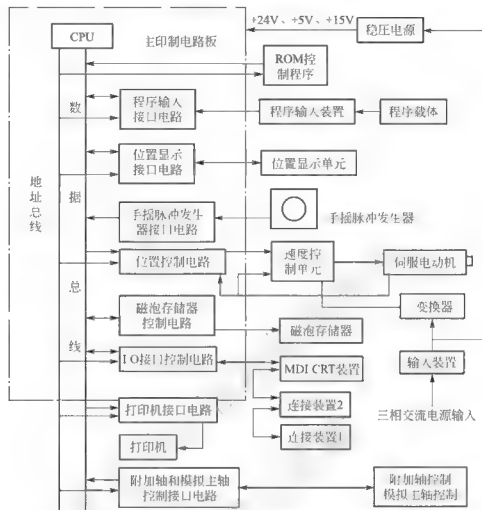 +24V、+5V、+15V
稳压电源
CPU
主印制电路板
ROM控
制程序
数
程序输入
接口电路
程序输入装置
程序载体
位置显示
接口电路
位置显示单元
地
址
总
线
据
手摇脉冲发生
器接口电路
手摇脉冲发生器
位置控制电路
速度控
制单元
伺服电动机
总
磁泡存储器
控制电路
变换器
磁泡存储器
线
I O接口控制电路
MDI CRT装置
输入装置
打印机接口电路
连接装置2
三相交流电源输入
打印机
连接装置1
附加轴和模拟主轴
控制接口电路
附加轴控制
模拟主轴控制